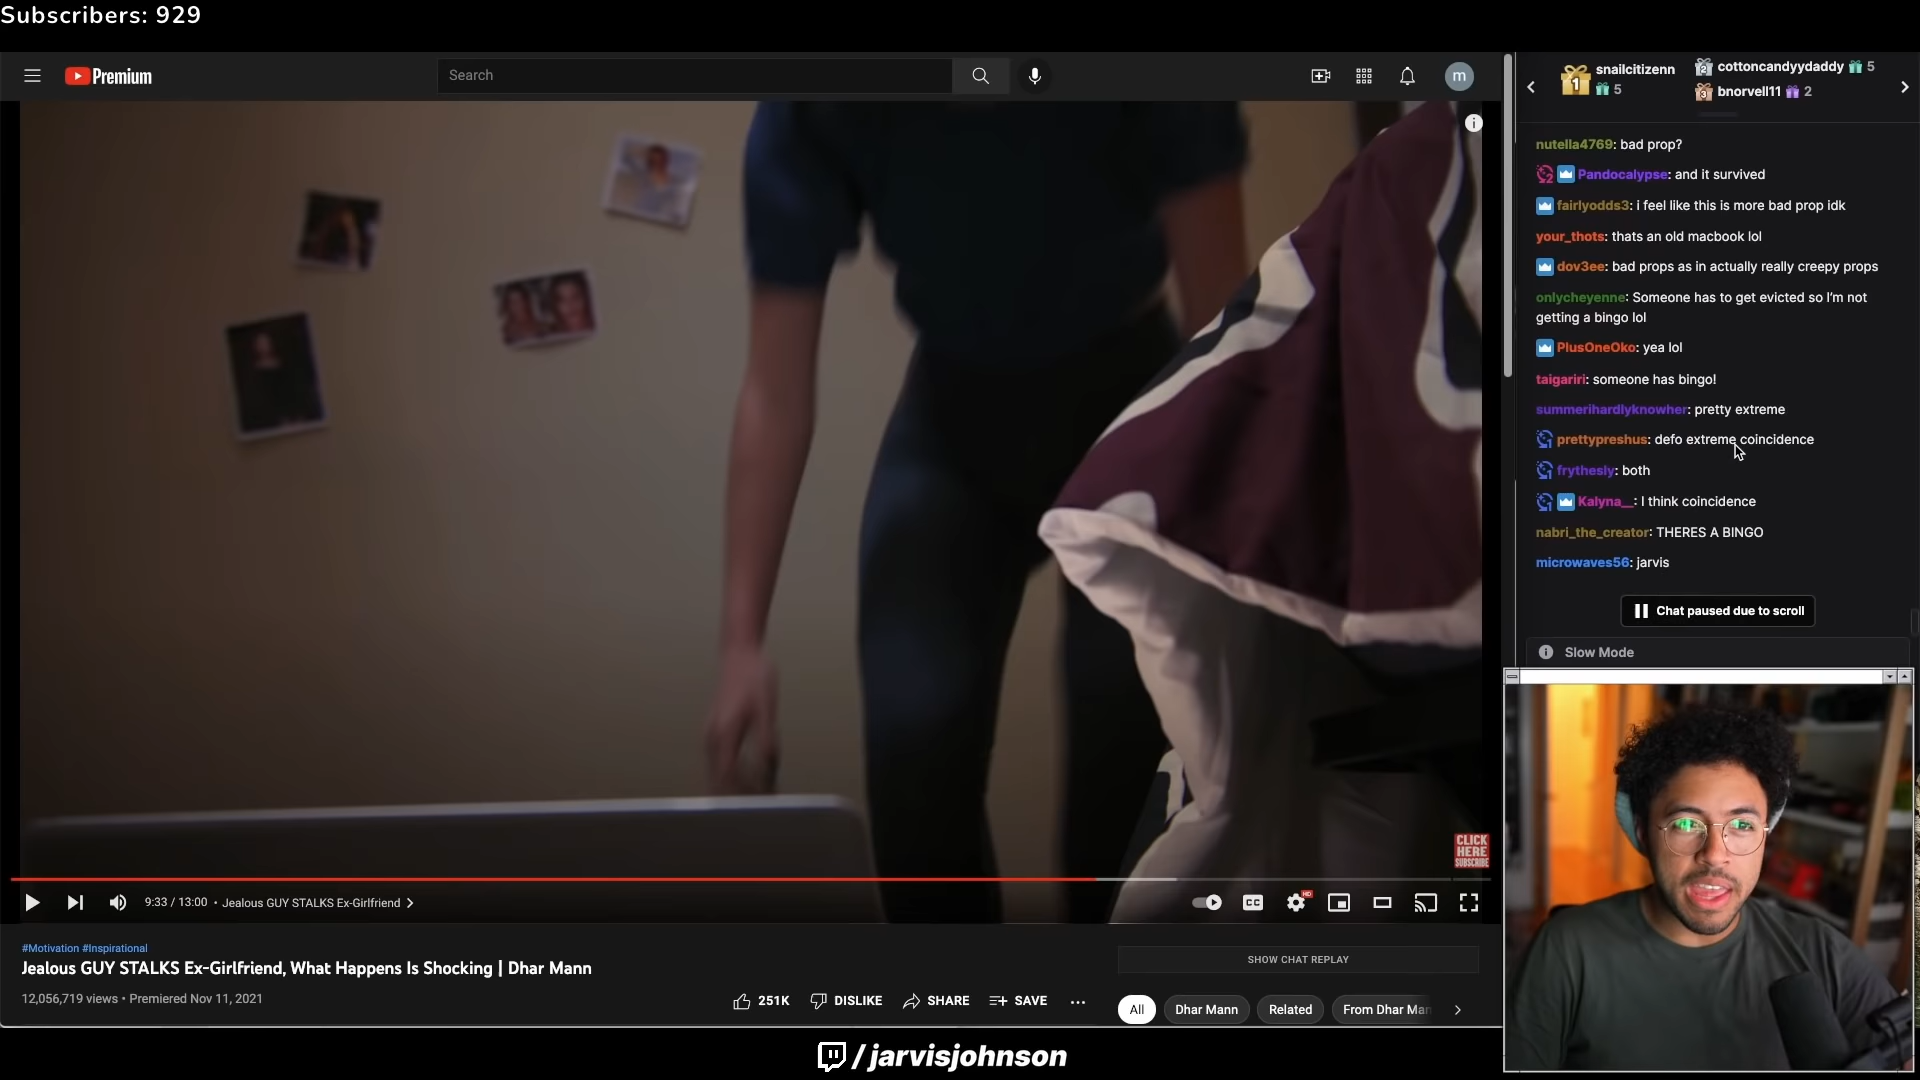 Subscribers: 929
Premium
Search
m
1 snailcitizenn
5
2 cottoncandyydaddy 5
3 bnorvell11 2
nutella4769: bad prop?
Pandocalypse: and it survived
fairlyodds3: i feel like this is more bad prop idk
your_thots: thats an old macbook lol
dov3ee: bad props as in actually really creepy props
onlycheyenne: Someone has to get evicted so I'm not
getting a bingo lol
PlusOneOko: yea lol
taigariri: someone has bingo!
summerihardlyknowher: pretty extreme
prettypreshus: defo extreme coincidence
frythesiy: both
Kalyna__: I think coincidence
nabri_the_creator: THERES A BINGO
microwaves56: jarvis
Chat paused due to scroll
Slow Mode
CLICK
HERE
SUBSCRIBE
9:33 / 13:00 • Jealous GUY STALKS Ex-Girlfriend
CC
HD
#Motivation #Inspirational
Jealous GUY STALKS Ex-Girlfriend, What Happens Is Shocking | Dhar Mann
12,056,719 views • Premiered Nov 11, 2021
251K DISLIKE SHARE SAVE ...
SHOW CHAT REPLAY
All Dhar Mann Related From Dhar Man
/jarvisjohnson